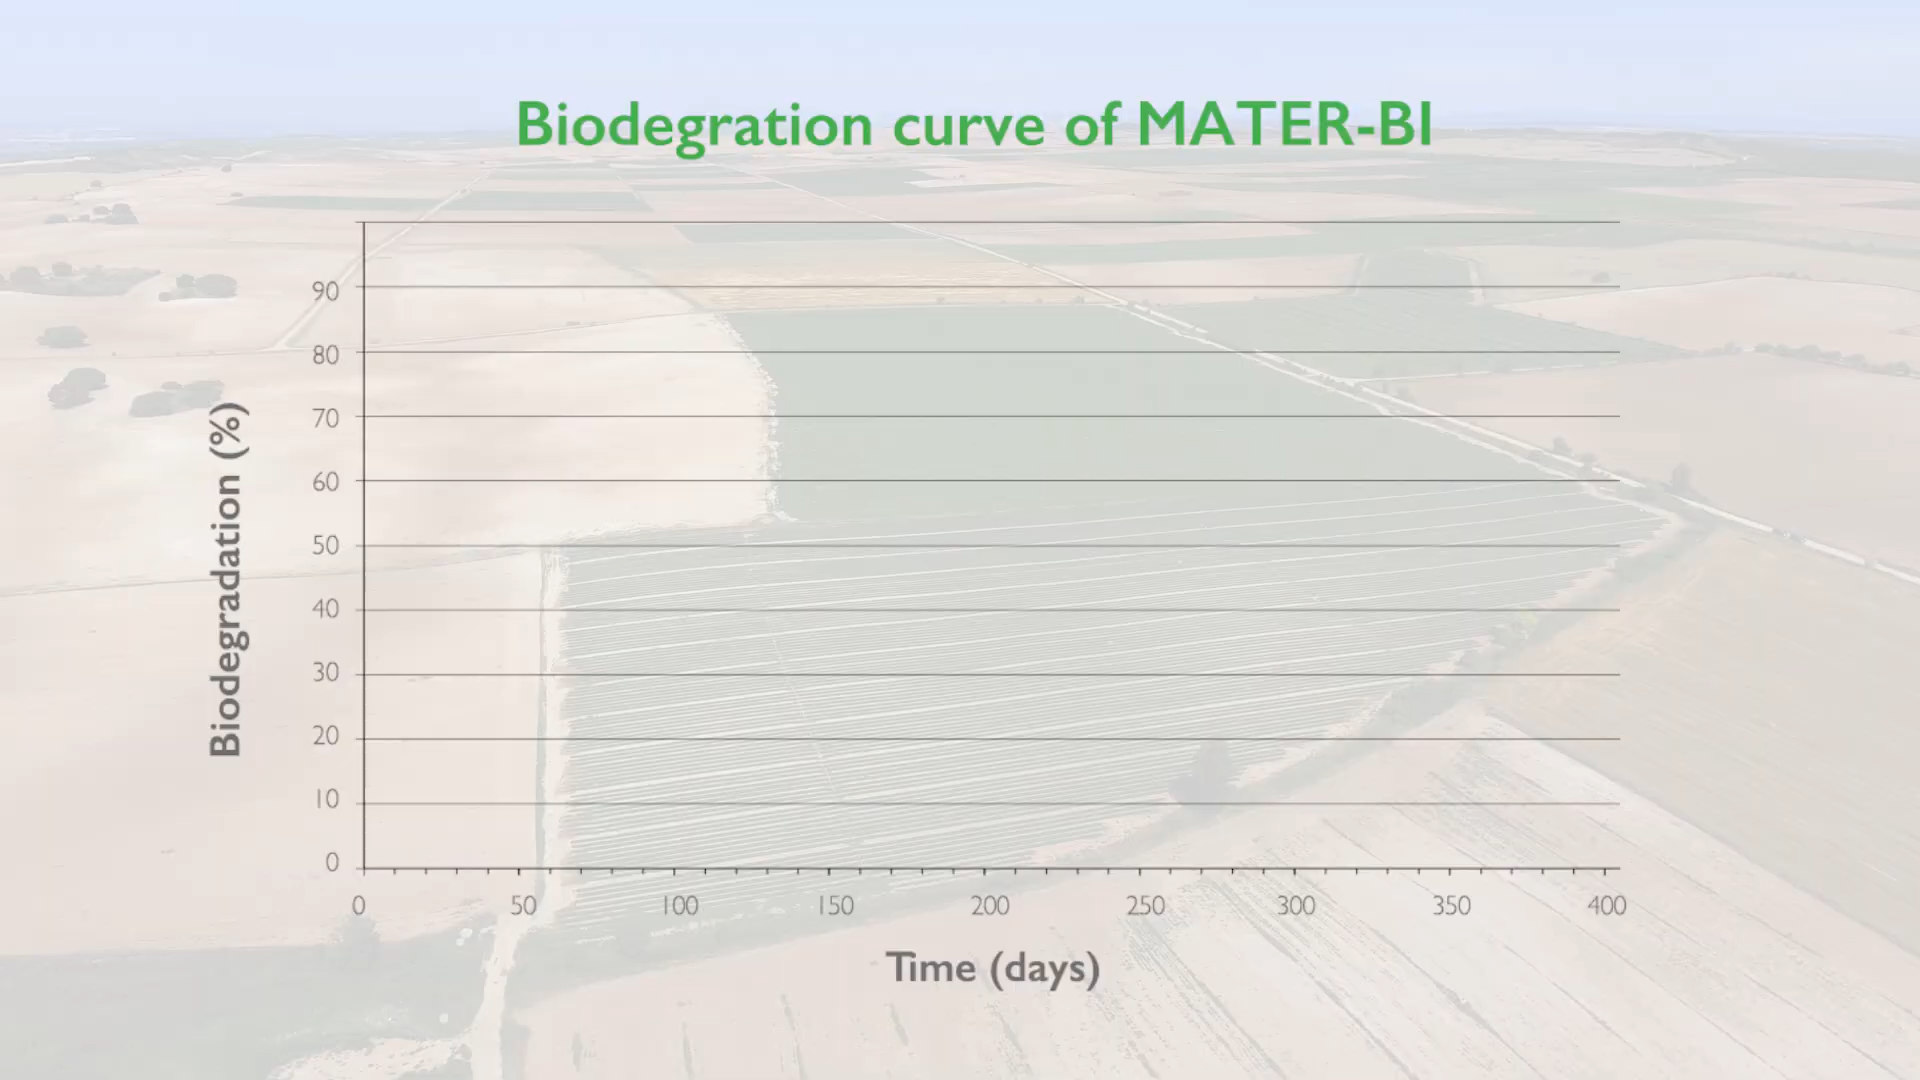 Biodegration curve of MATER-BI
Biodegradation (%)
90
80
70
60
50
40
30
20
10
0
0 50 100 150 200 250 300 350 400
Time (days)